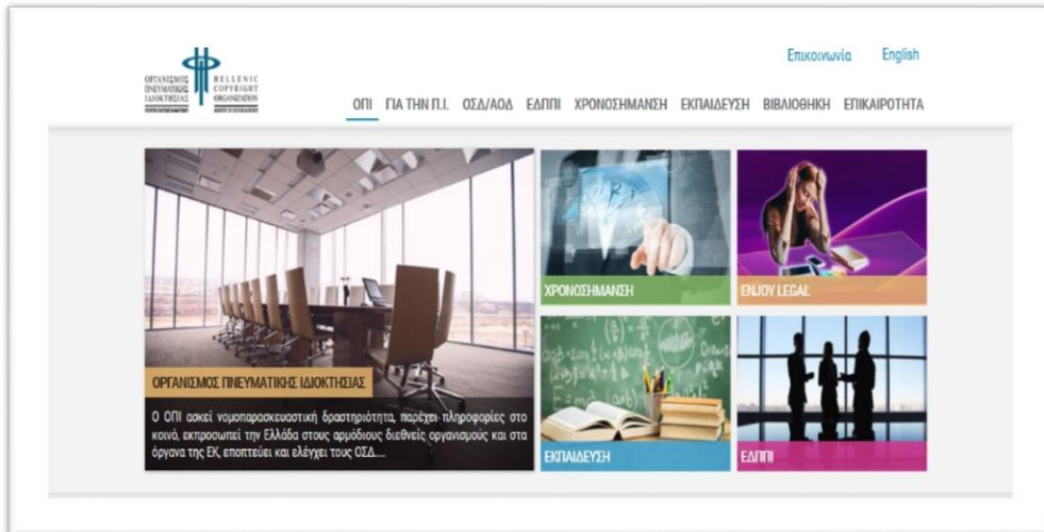 Επικοινωνία English
ΟΡΓΑΝΙΣΜΟΣ
ΠΝΕΥΜΑΤΙΚΗΣ
ΙΔΙΟΚΤΗΣΙΑΣ
HELLENIC
COPYRIGHT
ORGANIZATION
ΟΠΙ ΓΙΑ ΤΗΝ Π.Ι. ΟΣΔ/ΑΟΔ ΕΔΠΠΙ ΧΡΟΝΟΣΗΜΑΝΣΗ ΕΚΠΑΙΔΕΥΣΗ ΒΙΒΛΙΟΘΗΚΗ ΕΠΙΚΑΙΡΟΤΗΤΑ
ΧΡΟΝΟΣΗΜΑΝΣΗ
ENJOY LEGAL
ΟΡΓΑΝΙΣΜΟΣ ΠΝΕΥΜΑΤΙΚΗΣ ΙΔΙΟΚΤΗΣΙΑΣ
Ο ΟΠΙ ασκεί νομοπαρασκευαστική δραστηριότητα, παρέχει πληροφορίες στο
κοινό, εκπροσωπεί την Ελλάδα στους αρμόδιους διεθνείς οργανισμούς και στα
όργανα της ΕΚ, εποπτεύει και ελέγχει τους ΟΣΔ....
ΕΚΠΑΙΔΕΥΣΗ
ΕΔΠΠΙ